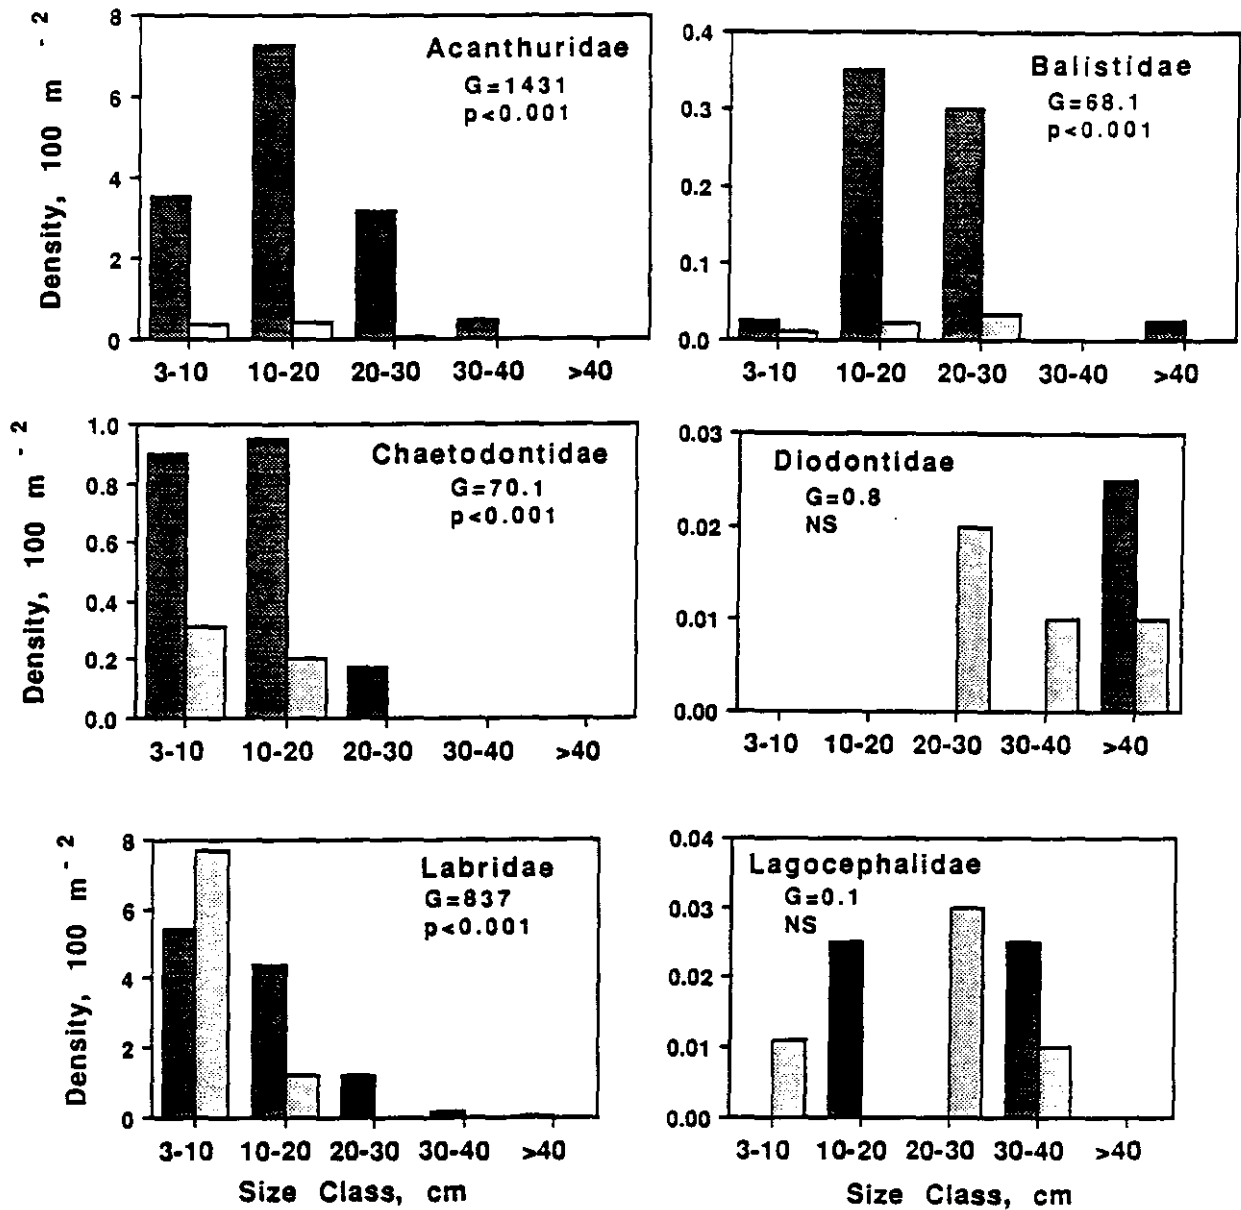 Density, 100 m -2
8
6
4
2
0
Acanthuridae
G=1431
p<0.001
3-10 10-20 20-30 30-40 >40
0.4
0.3
0.2
0.1
0.0
Balistidae
G=68.1
p<0.001
3-10 10-20 20-30 30-40 >40
Density, 100 m -2
1.0
0.8
0.6
0.4
0.2
0.0
Chaetodontidae
G=70.1
p<0.001
3-10 10-20 20-30 30-40 >40
0.03
0.02
0.01
0.00
Diodontidae
G=0.8
NS
3-10 10-20 20-30 30-40 >40
Density, 100 m -2
8
6
4
2
0
Labridae
G=837
p<0.001
3-10 10-20 20-30 30-40 >40
Size Class, cm
0.04
0.03
0.02
0.01
0.00
Lagocephalidae
G=0.1
NS
3-10 10-20 20-30 30-40 >40
Size Class, cm